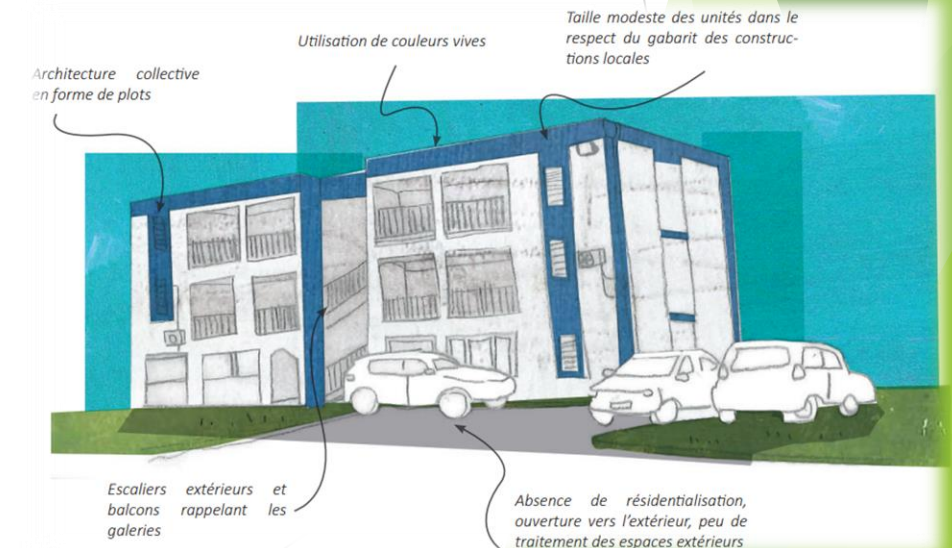 Taille modeste des unités dans le
respect du gabarit des construc-
tions locales
Utilisation de couleurs vives
Architecture collective
en forme de plots
Escaliers extérieurs et
balcons rappelant les
galeries
Absence de résidentialisation,
ouverture vers l'extérieur, peu de
traitement des espaces extérieurs